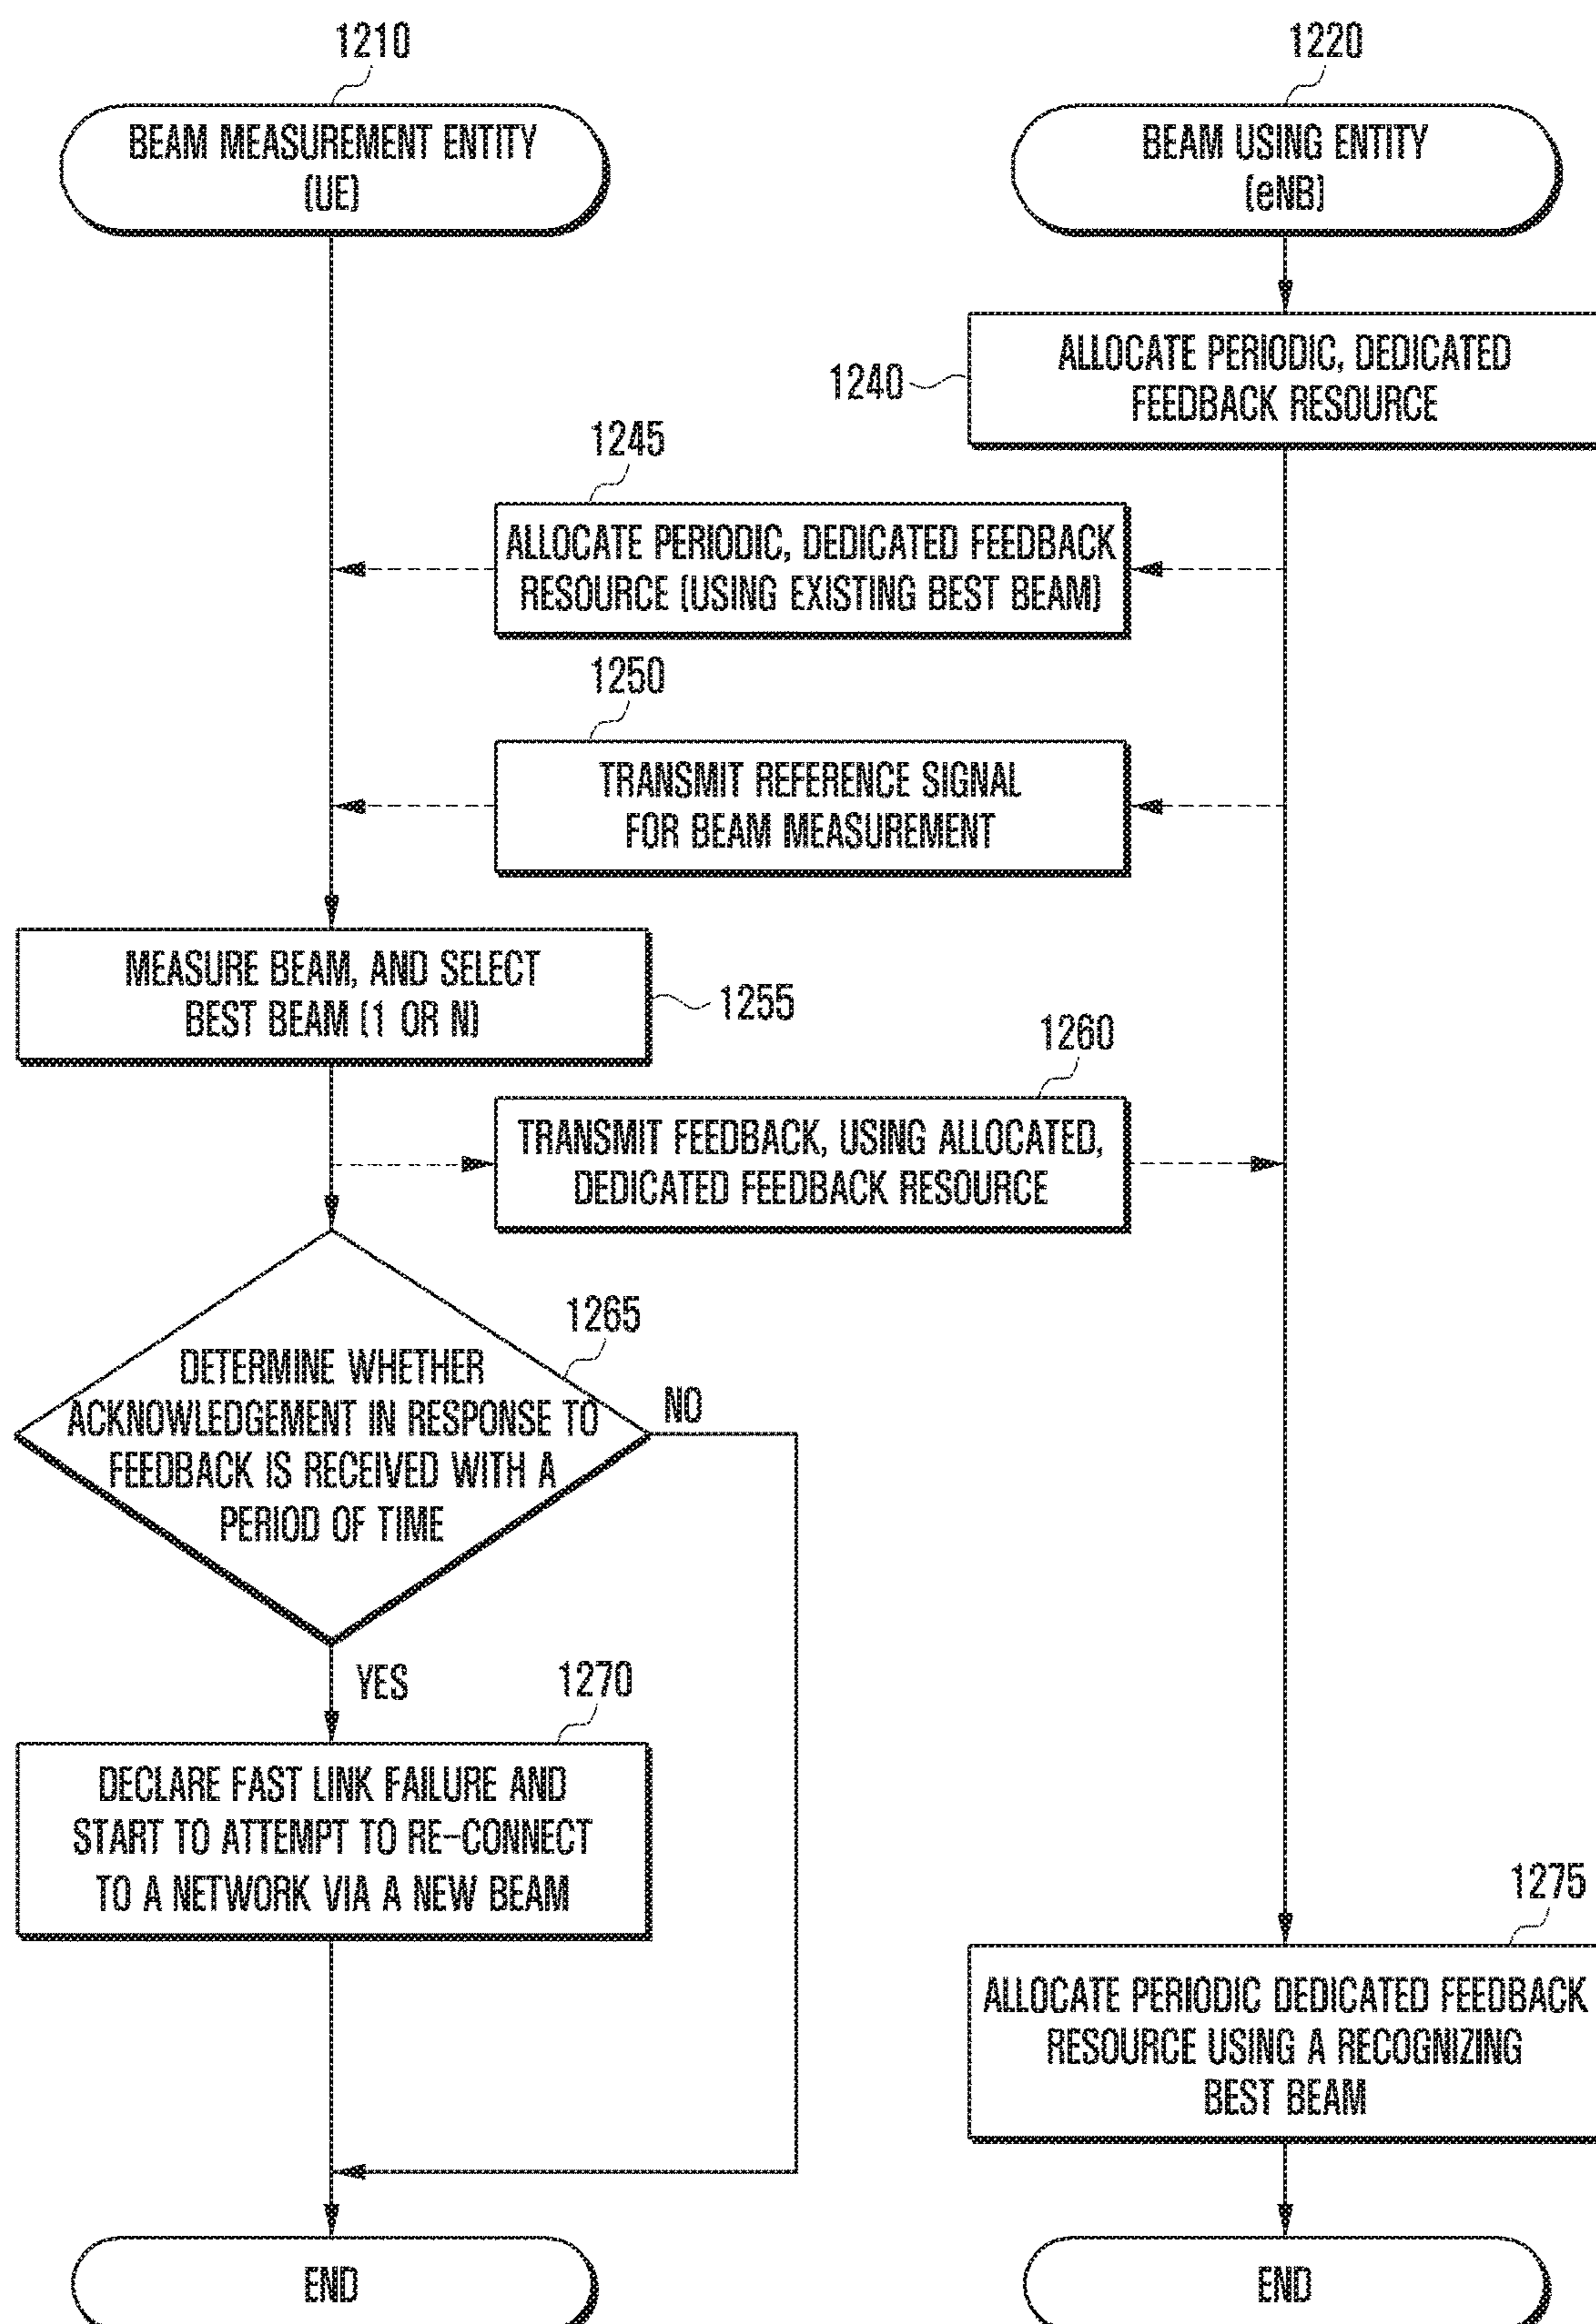 1210
BEAM MEASUREMENT ENTITY
(UE)
1220
BEAM USING ENTITY
(eNB)
1240
ALLOCATE PERIODIC, DEDICATED
FEEDBACK RESOURCE
1245
ALLOCATE PERIODIC, DEDICATED FEEDBACK
RESOURCE (USING EXISTING BEST BEAM)
1250
TRANSMIT REFERENCE SIGNAL
FOR BEAM MEASUREMENT
MEASURE BEAM, AND SELECT
BEST BEAM (1 OR N)
1255
1260
TRANSMIT FEEDBACK, USING ALLOCATED,
DEDICATED FEEDBACK RESOURCE
1265
DETERMINE WHETHER
ACKNOWLEDGEMENT IN RESPONSE TO
FEEDBACK IS RECEIVED WITH A
PERIOD OF TIME
NO
YES
1270
DECLARE FAST LINK FAILURE AND
START TO ATTEMPT TO RE-CONNECT
TO A NETWORK VIA A NEW BEAM
1275
ALLOCATE PERIODIC DEDICATED FEEDBACK
RESOURCE USING A RECOGNIZING
BEST BEAM
END
END